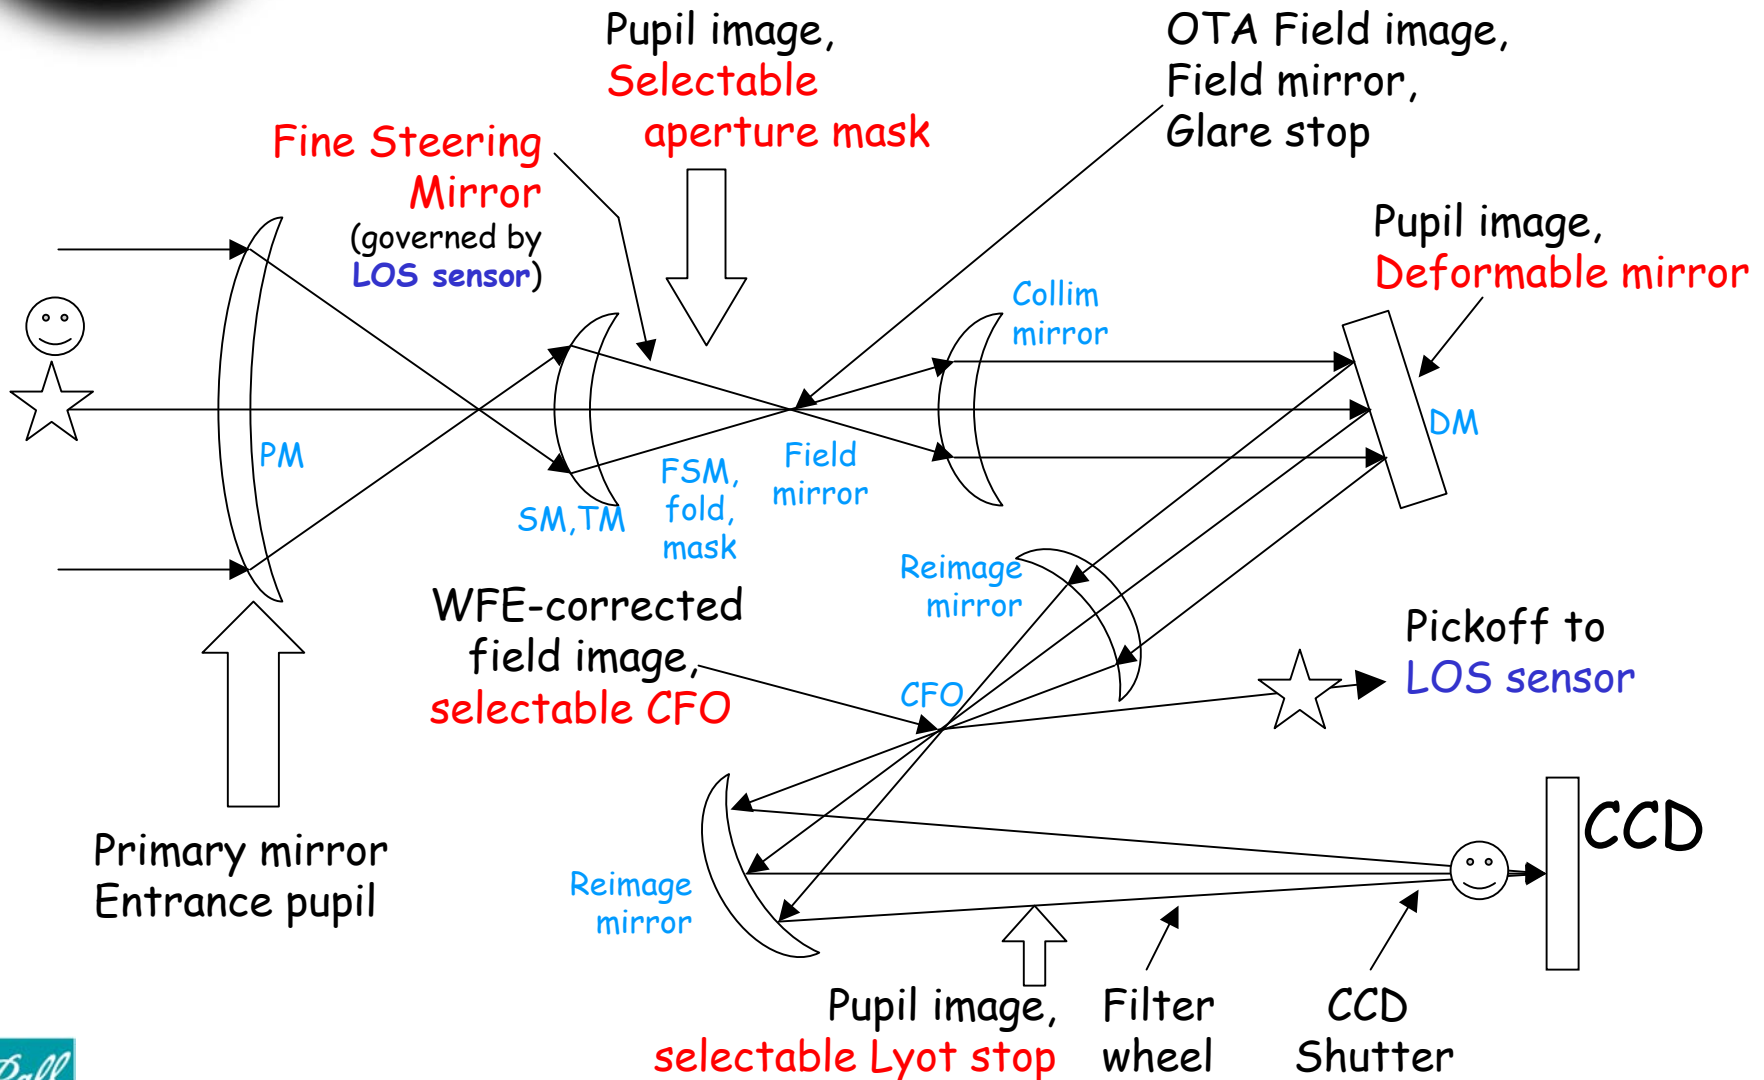 Pupil image,
Selectable
aperture mask
OTA Field image,
Field mirror,
Glare stop
Fine Steering
Mirror
(governed by
LOS sensor)
Pupil image,
Deformable mirror
Collim
mirror
PM
SM,TM
FSM,
fold,
mask
Field
mirror
DM
Reimage
mirror
WFE-corrected
field image,
selectable CFO
CFO
Pickoff to
LOS sensor
Primary mirror
Entrance pupil
Reimage
mirror
CCD
Pupil image,
selectable Lyot stop
Filter
wheel
CCD
Shutter
Ball